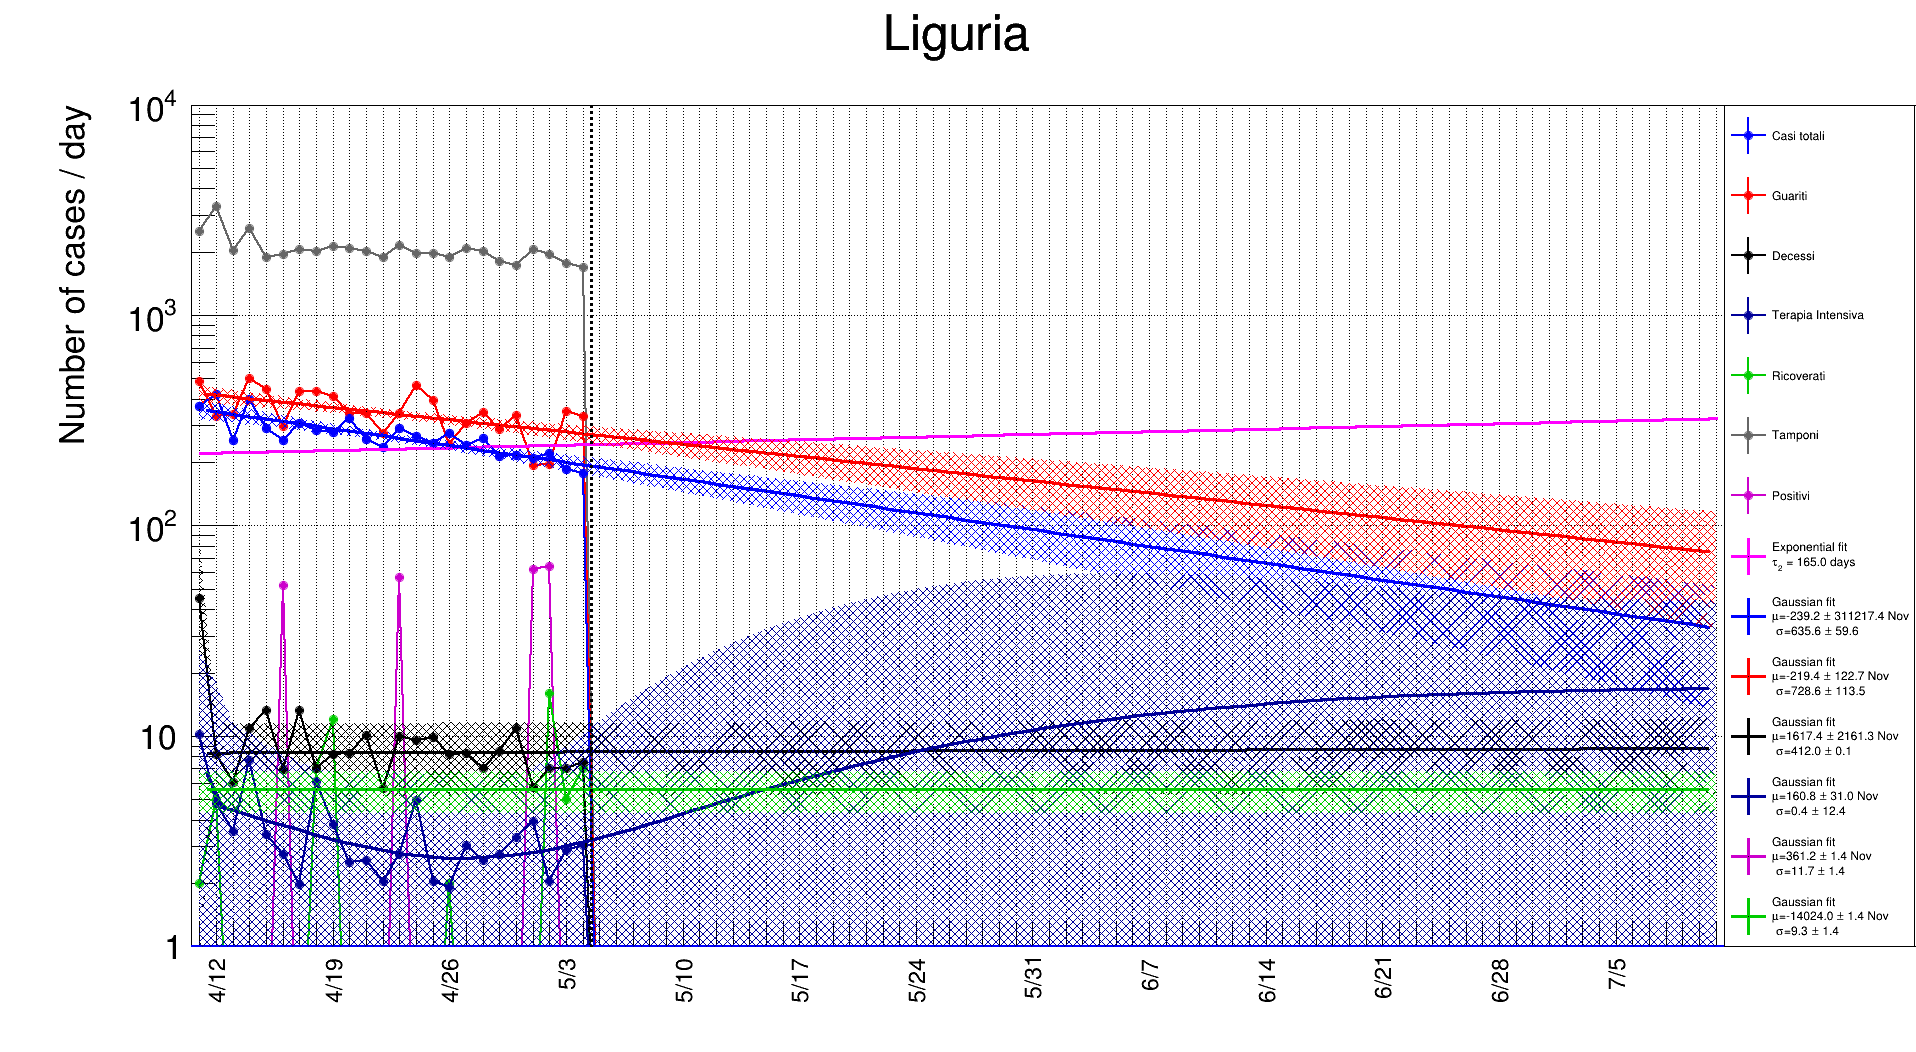 Liguria
Number of cases / day
10^4
10^3
10^2
10
1
4/12
4/19
4/26
5/3
5/10
5/17
5/24
5/31
6/7
6/14
6/21
6/28
7/5
Casi totali
Guariti
Decessi
Terapia Intensiva
Ricoverati
Tamponi
Positivi
Exponential fit
τ₂ = 165.0 days
Gaussian fit
μ=-239.2 ± 311217.4 Nov
σ=635.6 ± 59.6
Gaussian fit
μ=-219.4 ± 122.7 Nov
σ=728.6 ± 113.5
Gaussian fit
μ=1617.4 ± 2161.3 Nov
σ=412.0 ± 0.1
Gaussian fit
μ=160.8 ± 31.0 Nov
σ=0.4 ± 12.4
Gaussian fit
μ=361.2 ± 1.4 Nov
σ=11.7 ± 1.4
Gaussian fit
μ=-14024.0 ± 1.4 Nov
σ=9.3 ± 1.4